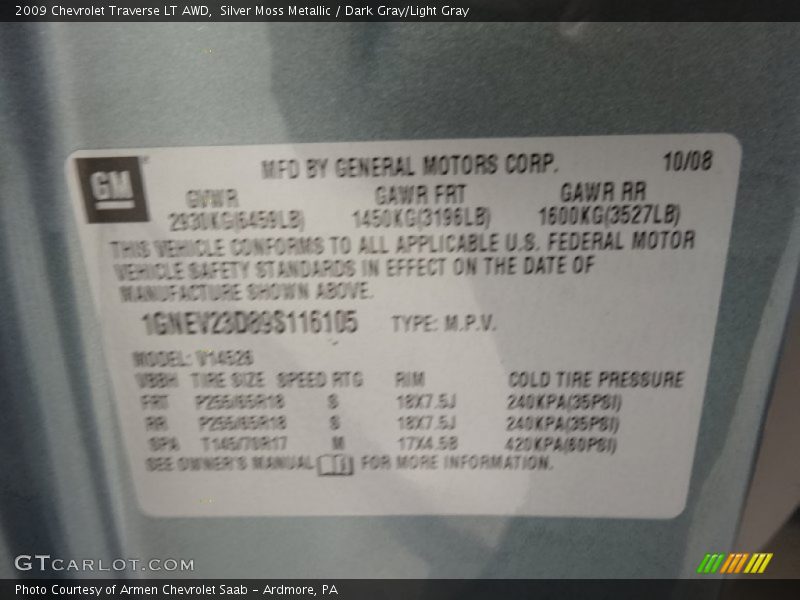 2009 Chevrolet Traverse LT AWD,  Silver Moss Metallic / Dark Gray/Light Gray
GM
MFD BY GENERAL MOTORS CORP. 10/08
GVWR GAWR FRT GAWR RR
2930KG(6459LB) 1450KG(3196LB) 1600KG(3527LB)
THIS VEHICLE CONFORMS TO ALL APPLICABLE U.S. FEDERAL MOTOR
VEHICLE SAFETY STANDARDS IN EFFECT ON THE DATE OF
MANUFACTURE SHOWN ABOVE.
1GNEV23D89S116105 TYPE: M.P.V.
MODEL: V14526
VBBH TIRE SIZE SPEED RTG RIM COLD TIRE PRESSURE
FRT P255/65R18 S 18X7.5J 240KPA(35PSI)
RR P255/65R18 S 18X7.5J 240KPA(35PSI)
SPA T145/70R17 M 17X4.5B 420KPA(60PSI)
SEE OWNER'S MANUAL FOR MORE INFORMATION.
GTCARLOT.COM
Photo Courtesy of Armen Chevrolet Saab - Ardmore, PA